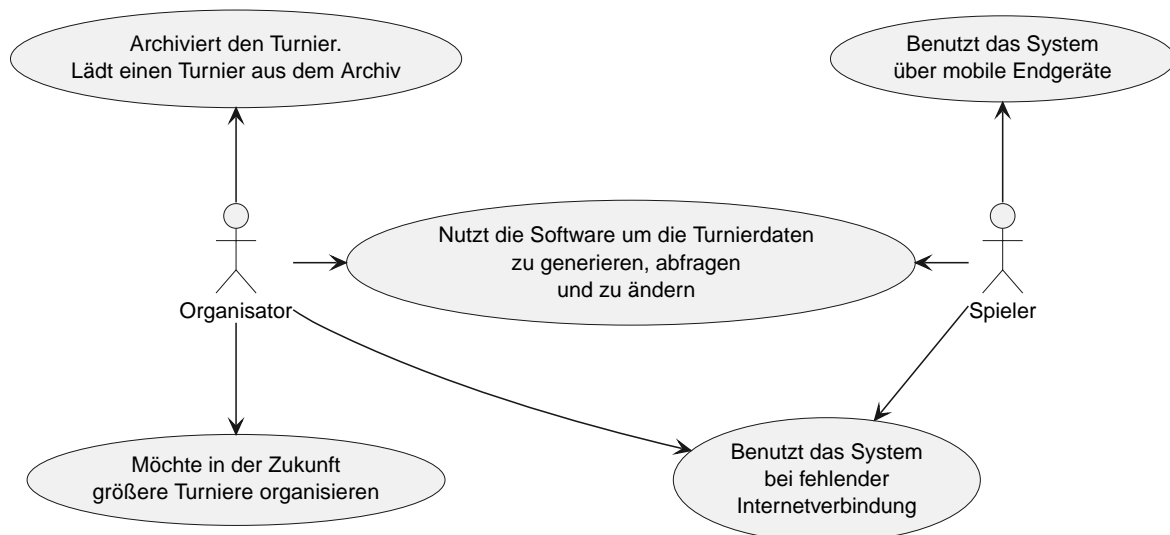 Archiviert den Turnier.
Lädt einen Turnier aus dem Archiv
Benutzt das System
über mobile Endgeräte
Nutzt die Software um die Turnierdaten
zu generieren, abfragen
und zu ändern
Organisator
Spieler
Möchte in der Zukunft
größere Turniere organisieren
Benutzt das System
bei fehlender
Internetverbindung